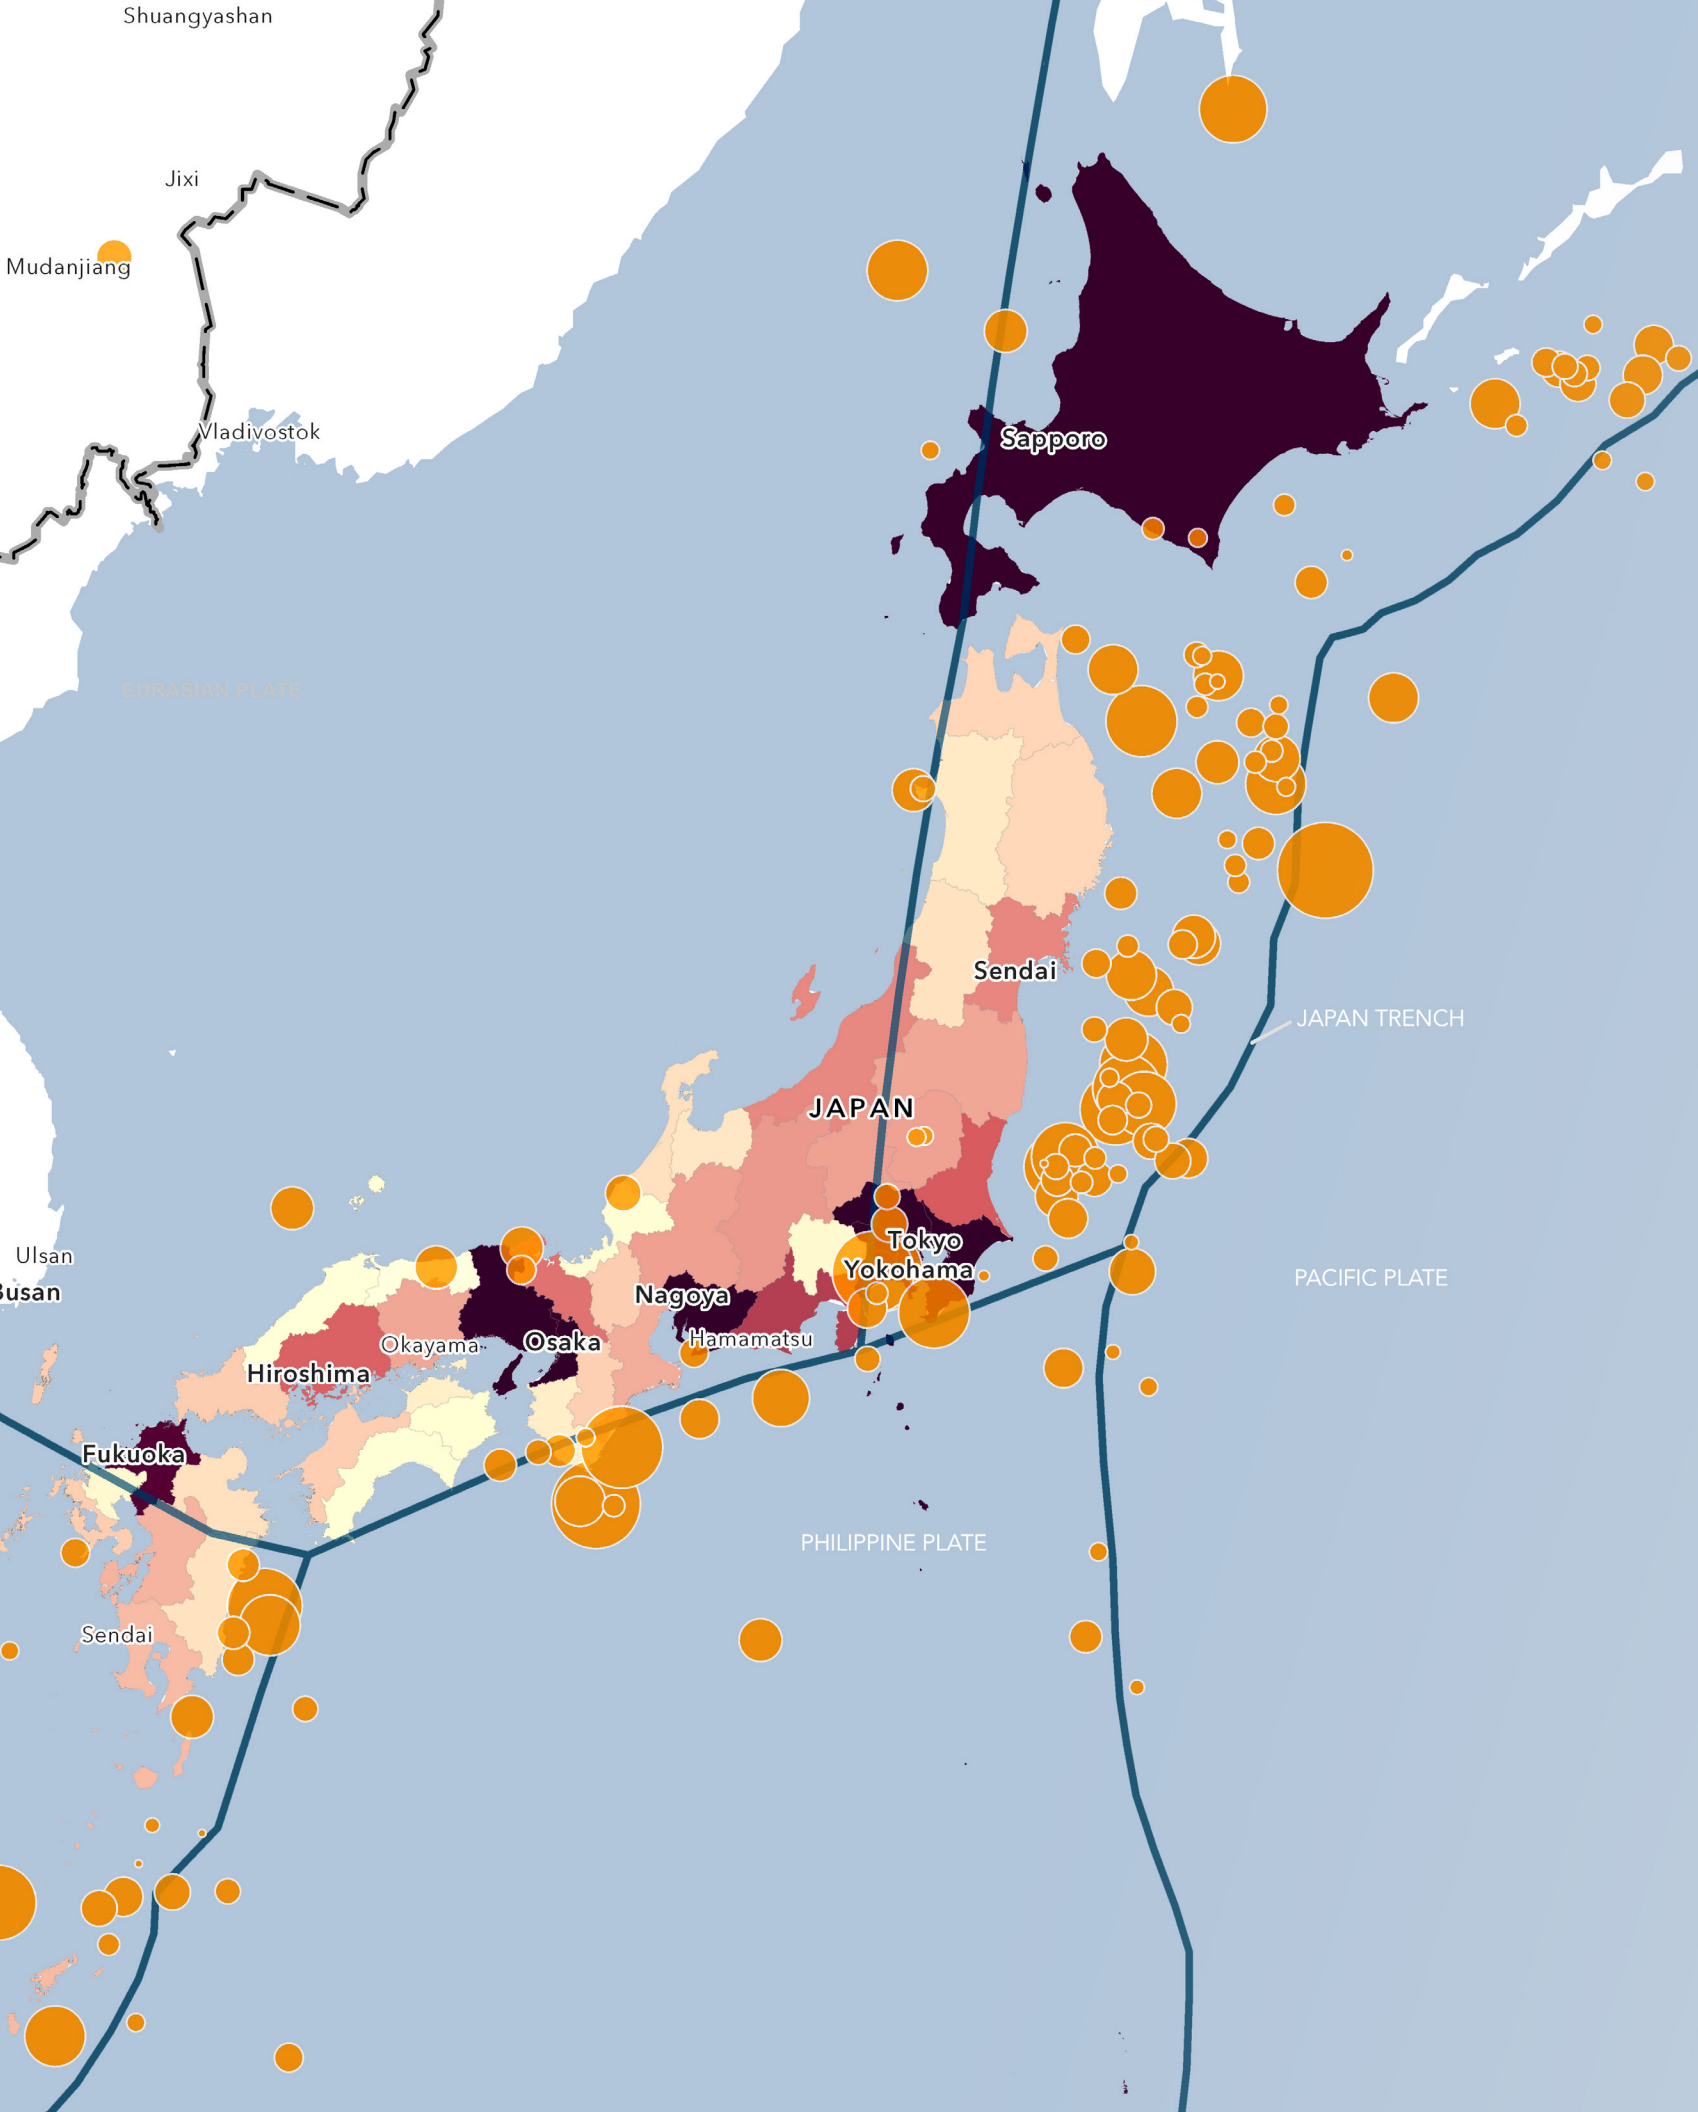 Shuangyashan
Jixi
Mudanjiang
Vladivostok
Sapporo
EURASIAN PLATE
Sendai
JAPAN TRENCH
JAPAN
Tokyo
Ulsan
Yokohama
PACIFIC PLATE
Busan
Nagoya
Hamamatsu
Okayama
Osaka
Hiroshima
Fukuoka
PHILIPPINE PLATE
Sendai